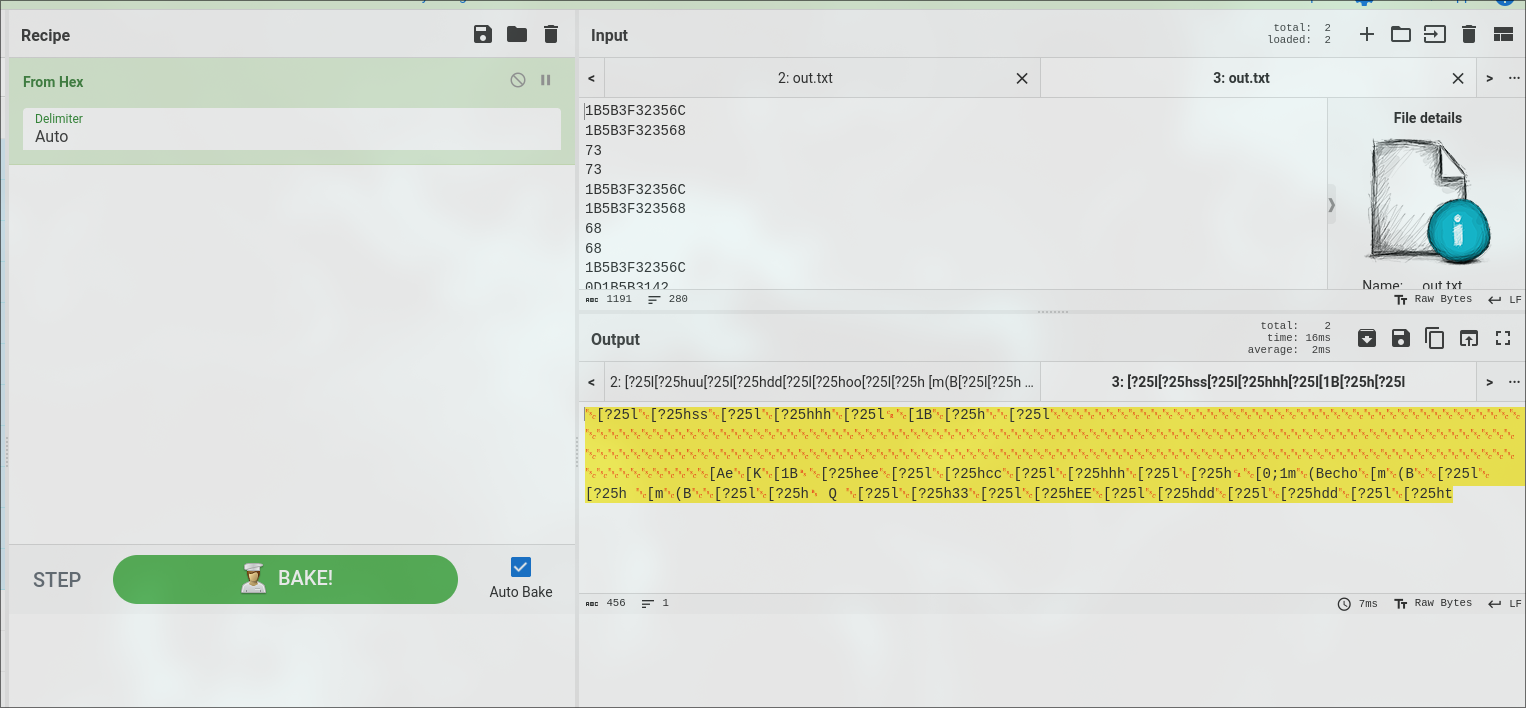 Recipe
From Hex
Delimiter
Auto
STEP
BAKE!
Auto Bake
Input
total: 2
loaded: 2
<
2: out.txt
3: out.txt
>
1B5B3F32356C
1B5B3F323568
73
73
1B5B3F32356C
1B5B3F323568
68
68
1B5B3F32356C
0D1B5B3142
File details
Name: out.txt
1191
280
Raw Bytes
LF
Output
total: 2
time: 16ms
average: 2ms
<
2: [?25l[?25huu[?25l[?25hdd[?25l[?25hoo[?25l[?25h [m(B[?25l[?25h ...
3: [?25l[?25hss[?25l[?25hhh[?25l[1B[?25h[?25l
>
[?25l [?25hss [?25l [?25hhh [?25l [1B [?25h [?25l
[Ae [K [1B [?25hee [?25l [?25hcc [?25l [?25hhh [?25l [?25h [0;1m (Becho [m (B [?25l
[?25h [m (B [?25l [?25h Q [?25l [?25h33 [?25l [?25hEE [?25l [?25hdd [?25l [?25hdd [?25l [?25ht
456
1
7ms
Raw Bytes
LF